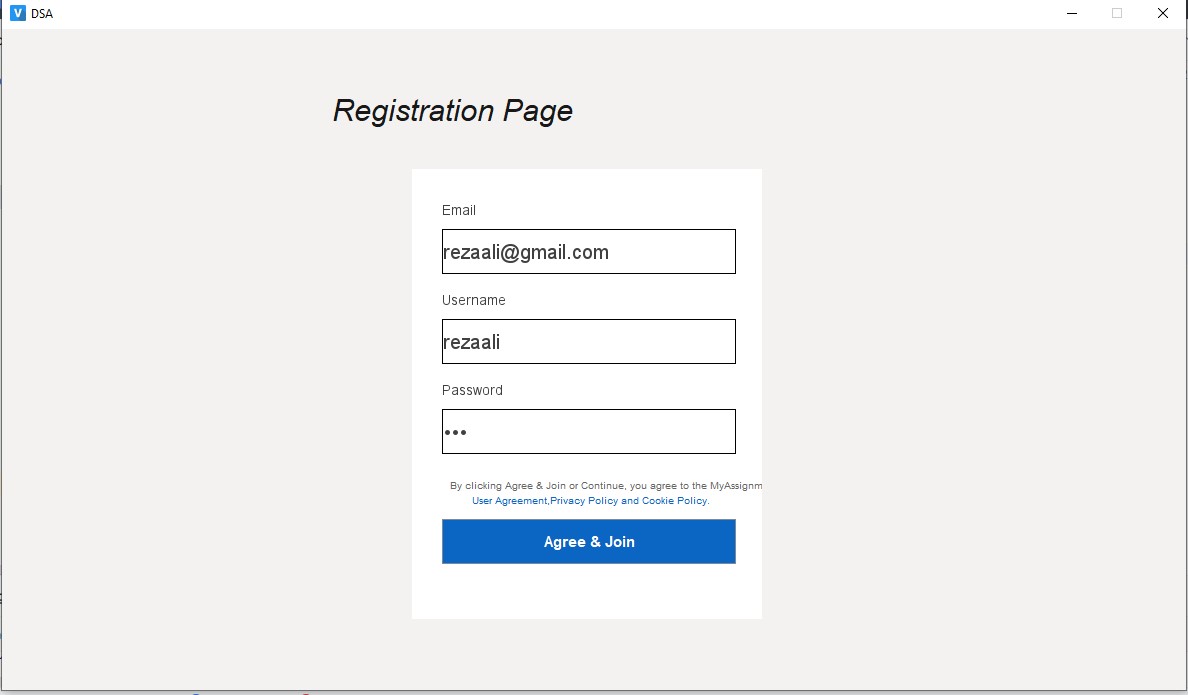 V DSA
Registration Page
Email
rezaali@gmail.com
Username
rezaali
Password
•••
By clicking Agree & Join or Continue, you agree to the MyAssignm
User Agreement,Privacy Policy and Cookie Policy.
Agree & Join